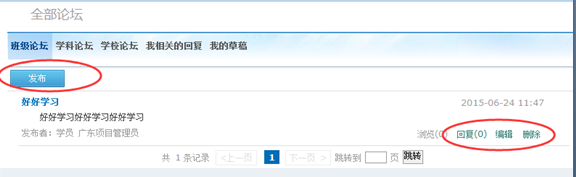 全部论坛
班级论坛 学科论坛 学校论坛 我相关的回复 我的草稿
发布
好好学习 2015-06-24 11:47
好好学习好好学习好好学习
发布者：学员 广东项目管理员 浏览(0) 回复(0) 编辑 删除
共 1 条记录 <上一页 1 下一页 > 跳转到 页 跳转